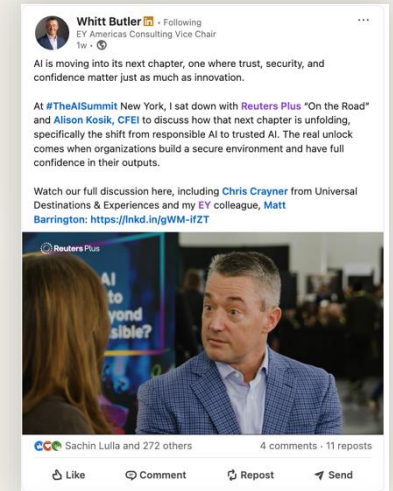 Whitt Butler in · Following
EY Americas Consulting Vice Chair
1w ·
AI is moving into its next chapter, one where trust, security, and
confidence matter just as much as innovation.
At #TheAISummit New York, I sat down with Reuters Plus "On the Road"
and Alison Kosik, CFEI to discuss how that next chapter is unfolding,
specifically the shift from responsible AI to trusted AI. The real unlock
comes when organizations build a secure environment and have full
confidence in their outputs.
Watch our full discussion here, including Chris Crayner from Universal
Destinations & Experiences and my EY colleague, Matt
Barrington: https://lnkd.in/gWM-ifZT
Reuters Plus
AI
to
yond
sible?
Sachin Lulla and 272 others
4 comments · 11 reposts
Like
Comment
Repost
Send